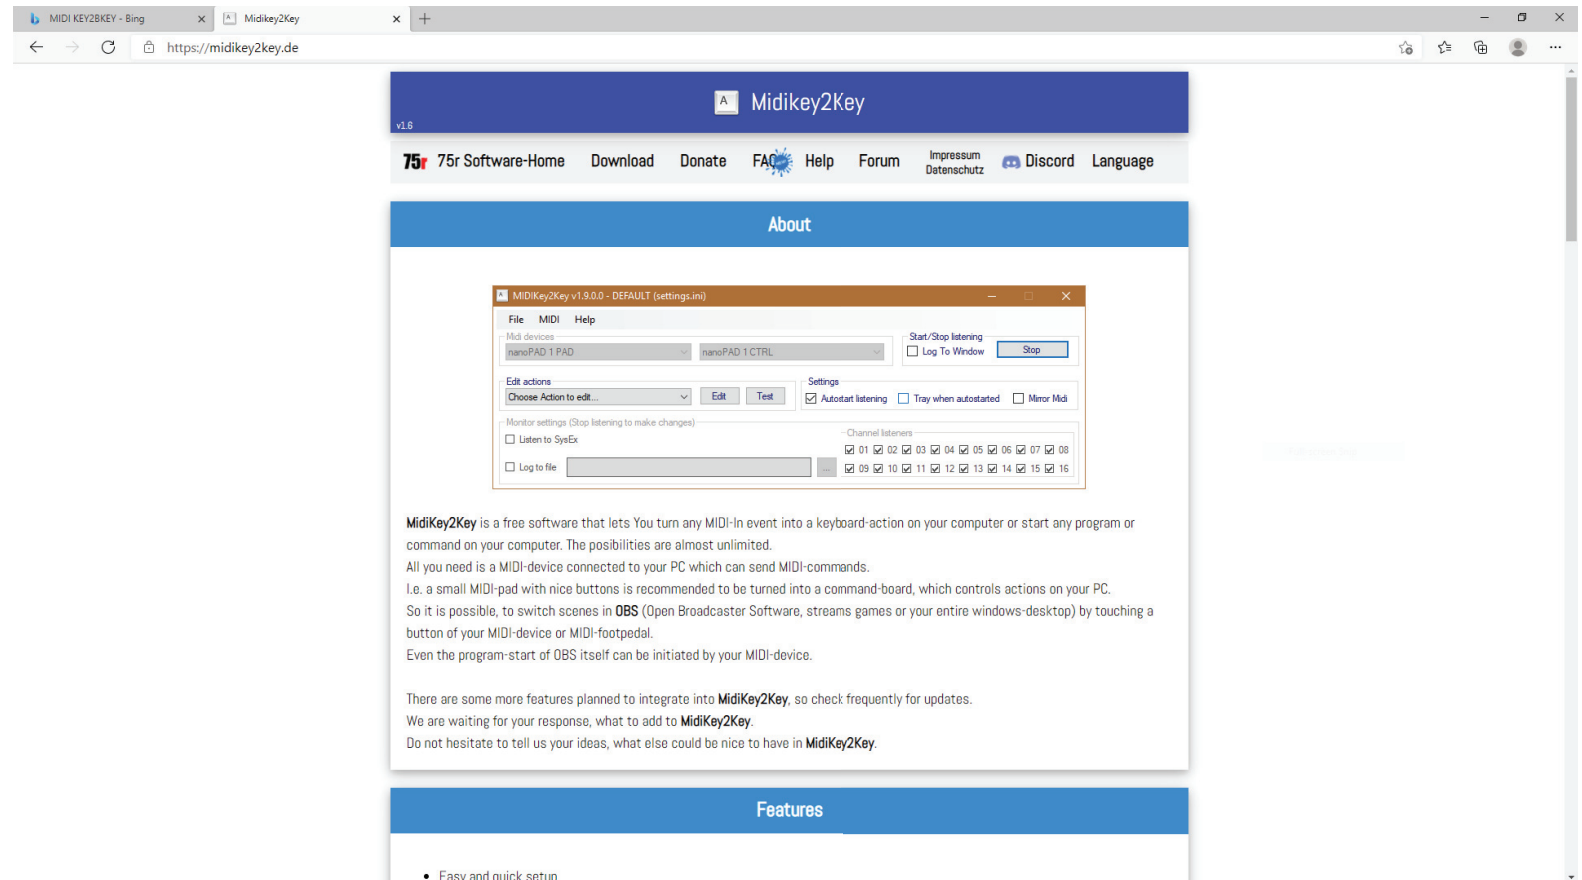 MIDI KEY2BKEY - Bing
Midikey2Key
https://midikey2key.de
A Midikey2Key
v1.6
75r 75r Software-Home Download Donate FAQ Help Forum Impressum Datenschutz Discord Language
About
MIDIKey2Key v1.9.0.0 - DEFAULT (settings.ini)
File MIDI Help
Midi devices
nanoPAD 1 PAD
nanoPAD 1 CTRL
Start/Stop listening
Log To Window
Stop
Edit actions
Choose Action to edit...
Edit
Test
Settings
Autostart listening
Tray when autostarted
Mirror Midi
Monitor settings (Stop listening to make changes)
Listen to SysEx
Log to file
...
Channel listeners
01 02 03 04 05 06 07 08
09 10 11 12 13 14 15 16
MidiKey2Key is a free software that lets You turn any MIDI-In event into a keyboard-action on your computer or start any program or
command on your computer. The posibilities are almost unlimited.
All you need is a MIDI-device connected to your PC which can send MIDI-commands.
I.e. a small MIDI-pad with nice buttons is recommended to be turned into a command-board, which controls actions on your PC.
So it is possible, to switch scenes in OBS (Open Broadcaster Software, streams games or your entire windows-desktop) by touching a
button of your MIDI-device or MIDI-footpedal.
Even the program-start of OBS itself can be initiated by your MIDI-device.
There are some more features planned to integrate into MidiKey2Key, so check frequently for updates.
We are waiting for your response, what to add to MidiKey2Key.
Do not hesitate to tell us your ideas, what else could be nice to have in MidiKey2Key.
Features
Easy and quick setup